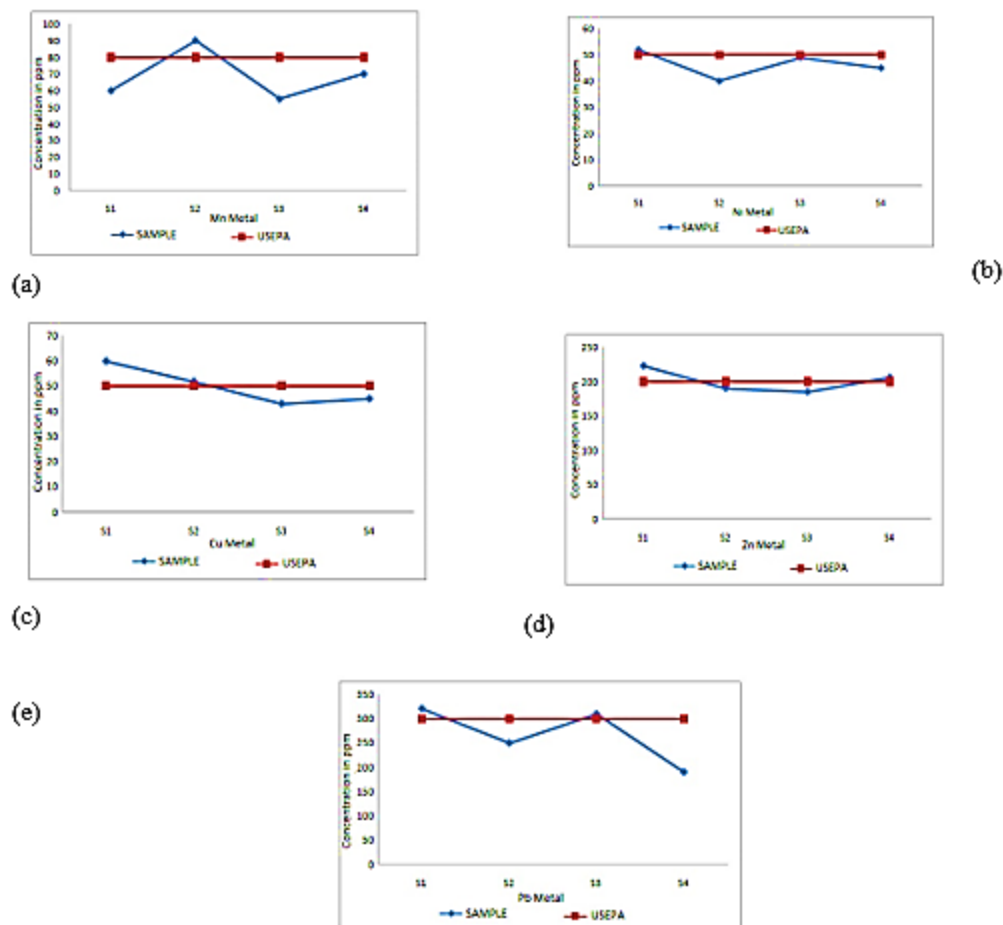 100
90
80
70
60
50
40
30
20
10
0
Concentration in ppm
S1 S2 S3 S4
Mn Metal
SAMPLE USEPA
(a)
60
50
40
30
20
10
0
Concentration in ppm
S1 S2 S3 S4
Ni Metal
SAMPLE USEPA
(b)
70
60
50
40
30
20
10
0
Concentration in ppm
S1 S2 S3 S4
Cu Metal
SAMPLE USEPA
(c)
250
200
150
100
50
0
Concentration in ppm
S1 S2 S3 S4
Zn Metal
SAMPLE USEPA
(d)
(e)
350
300
250
200
150
100
50
0
Concentration in ppm
S1 S2 S3 S4
Pb Metal
SAMPLE USEPA